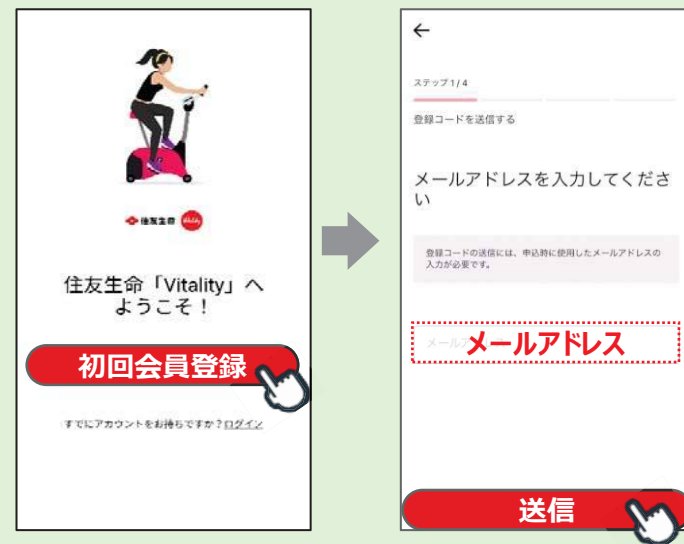 住友生命 Vitality
住友生命「Vitality」へ
ようこそ！
初回会員登録
すでにアカウントをお持ちですか？ログイン
ステップ1/4
登録コードを送信する
メールアドレスを入力してくださ
い
登録コードの送信には、申込時に使用したメールアドレスの
入力が必要です。
メールアドレス
送信